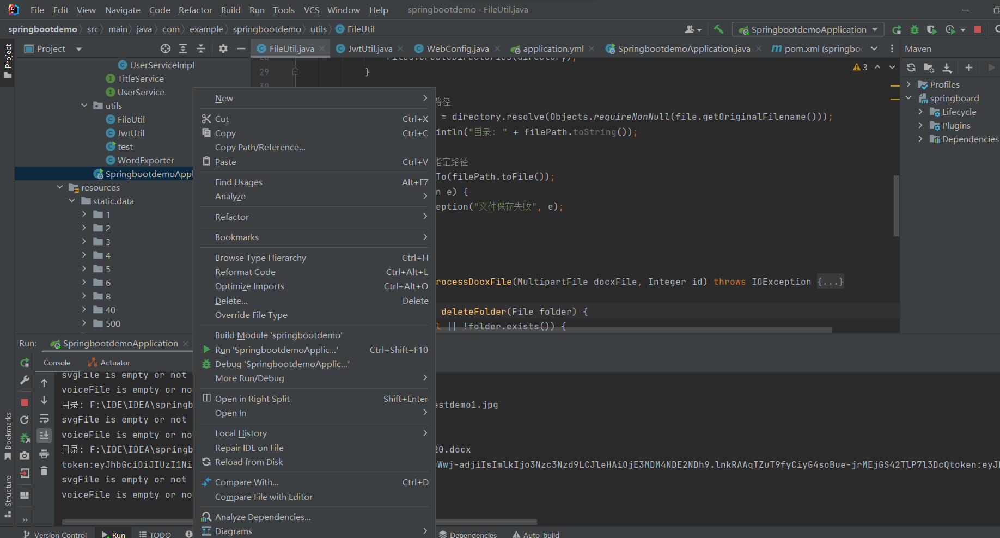 File Edit View Navigate Code Refactor Build Run Tools VCS Window Help springbootdemo - FileUtil.java
springbootdemo src main java com example springbootdemo utils FileUtil
SpringbootdemoApplication
Project
Project
FileUtil.java JwtUtil.java WebConfig.java application.yml SpringbootdemoApplication.java pom.xml (springbo
Maven
UserServiceImpl
TitleService
UserService
utils
FileUtil
JwtUtil
test
WordExporter
SpringbootdemoAppl
resources
static.data
1
2
3
4
5
6
8
40
500
28 Files.createDirectories(directory);
29 }
30
3
路径
= directory.resolve(Objects.requireNonNull(file.getOriginalFilename()));
intln("目录: " + filePath.toString());
指定路径
To(filePath.toFile());
n e) {
eption("文件保存失败", e);
rocessDocxFile(MultipartFile docxFile, Integer id) throws IOException {...}
deleteFolder(File folder) {
l || !folder.exists()) {
Profiles
springboard
Lifecycle
Plugins
Dependencies
New
Cut Ctrl+X
Copy Ctrl+C
Copy Path/Reference...
Paste Ctrl+V
Find Usages Alt+F7
Analyze
Refactor
Bookmarks
Browse Type Hierarchy Ctrl+H
Reformat Code Ctrl+Alt+L
Optimize Imports Ctrl+Alt+O
Delete... Delete
Override File Type
Build Module 'springbootdemo'
Run 'SpringbootdemoApplic...' Ctrl+Shift+F10
Debug 'SpringbootdemoApplic...'
More Run/Debug
Open in Right Split Shift+Enter
Open In
Local History
Repair IDE on File
Reload from Disk
Compare With... Ctrl+D
Compare File with Editor
Analyze Dependencies...
Diagrams
Run: SpringbootdemoApplication
Console Actuator
svgFile is empty or not
voiceFile is empty or no
目录: F:\IDE\IDEA\springb estdemo1.jpg
svgFile is empty or not
voiceFile is empty or no
目录: F:\IDE\IDEA\springb 20.docx
token:eyJhbGciOiJIUzI1Ni Wwj-adjiIsImlkIjo3Nzc3Nzd9LCJleHAiOjE3MDM4NDE2NDh9.lnkRAAqTZuT9fyCiyG4soBue-jrMEjGS42TlP7l3DcQtoken:eyJ
svgFile is empty or not
voiceFile is empty or no
Bookmarks
Structure
Version Control Run TODO Dependencies Auto-build